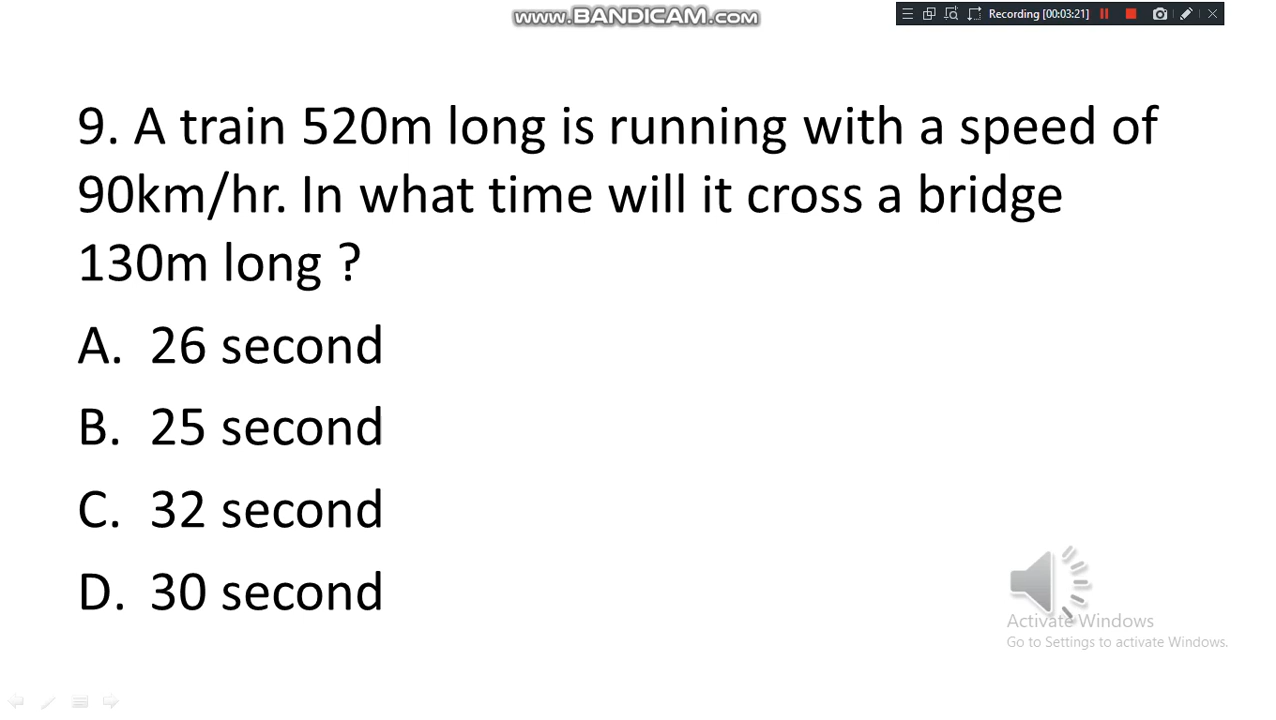 www.BANDICAM.com
Recording [00:03:21]
9. A train 520m long is running with a speed of
90km/hr. In what time will it cross a bridge
130m long ?
A. 26 second
B. 25 second
C. 32 second
D. 30 second
Activate Windows
Go to Settings to activate Windows.